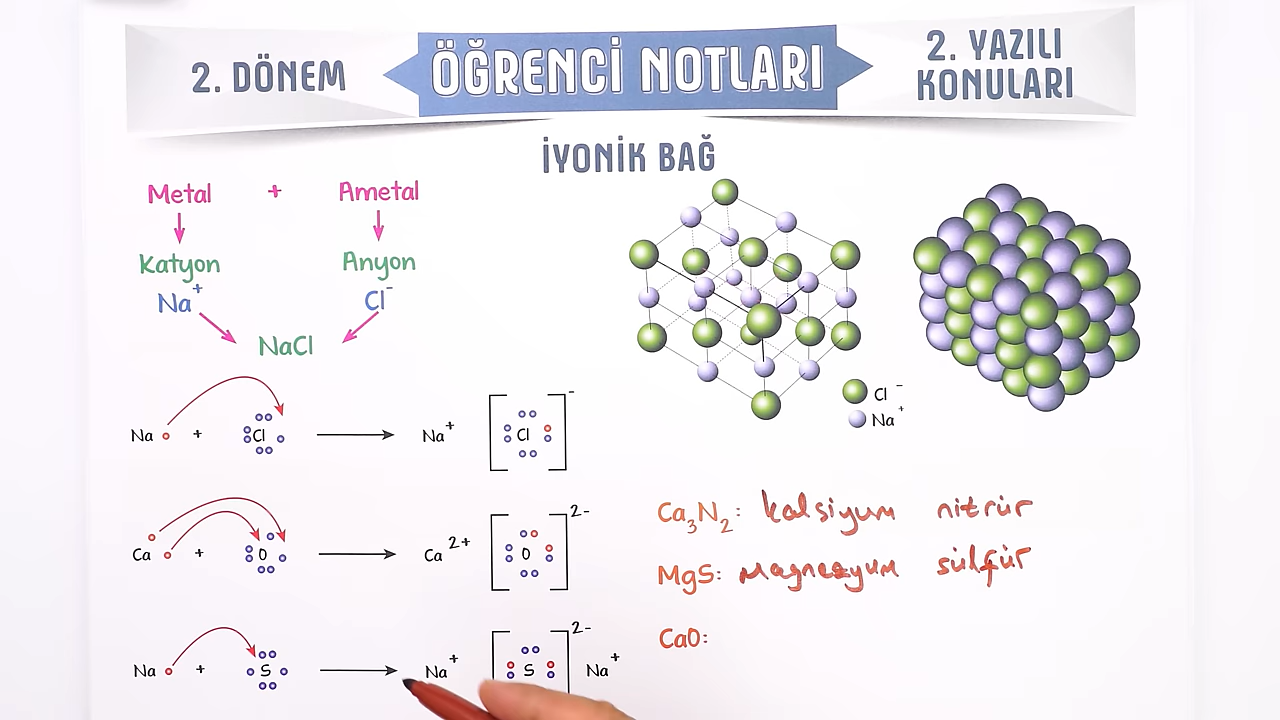 2. DÖNEM
ÖĞRENCİ NOTLARI
2. YAZILI
KONULARI
İYONİK BAĞ
Metal + Ametal
Katyon Anyon
Na⁺ Cl⁻
NaCl
Cl⁻
Na⁺
Na + Cl Na⁺ [Cl]⁻
Ca + O Ca²⁺ [O]²⁻
Na + S Na⁺ [S]²⁻ Na⁺
Ca₃N₂: kalsiyum nitrür
MgS: magnezyum sülfür
CaO: